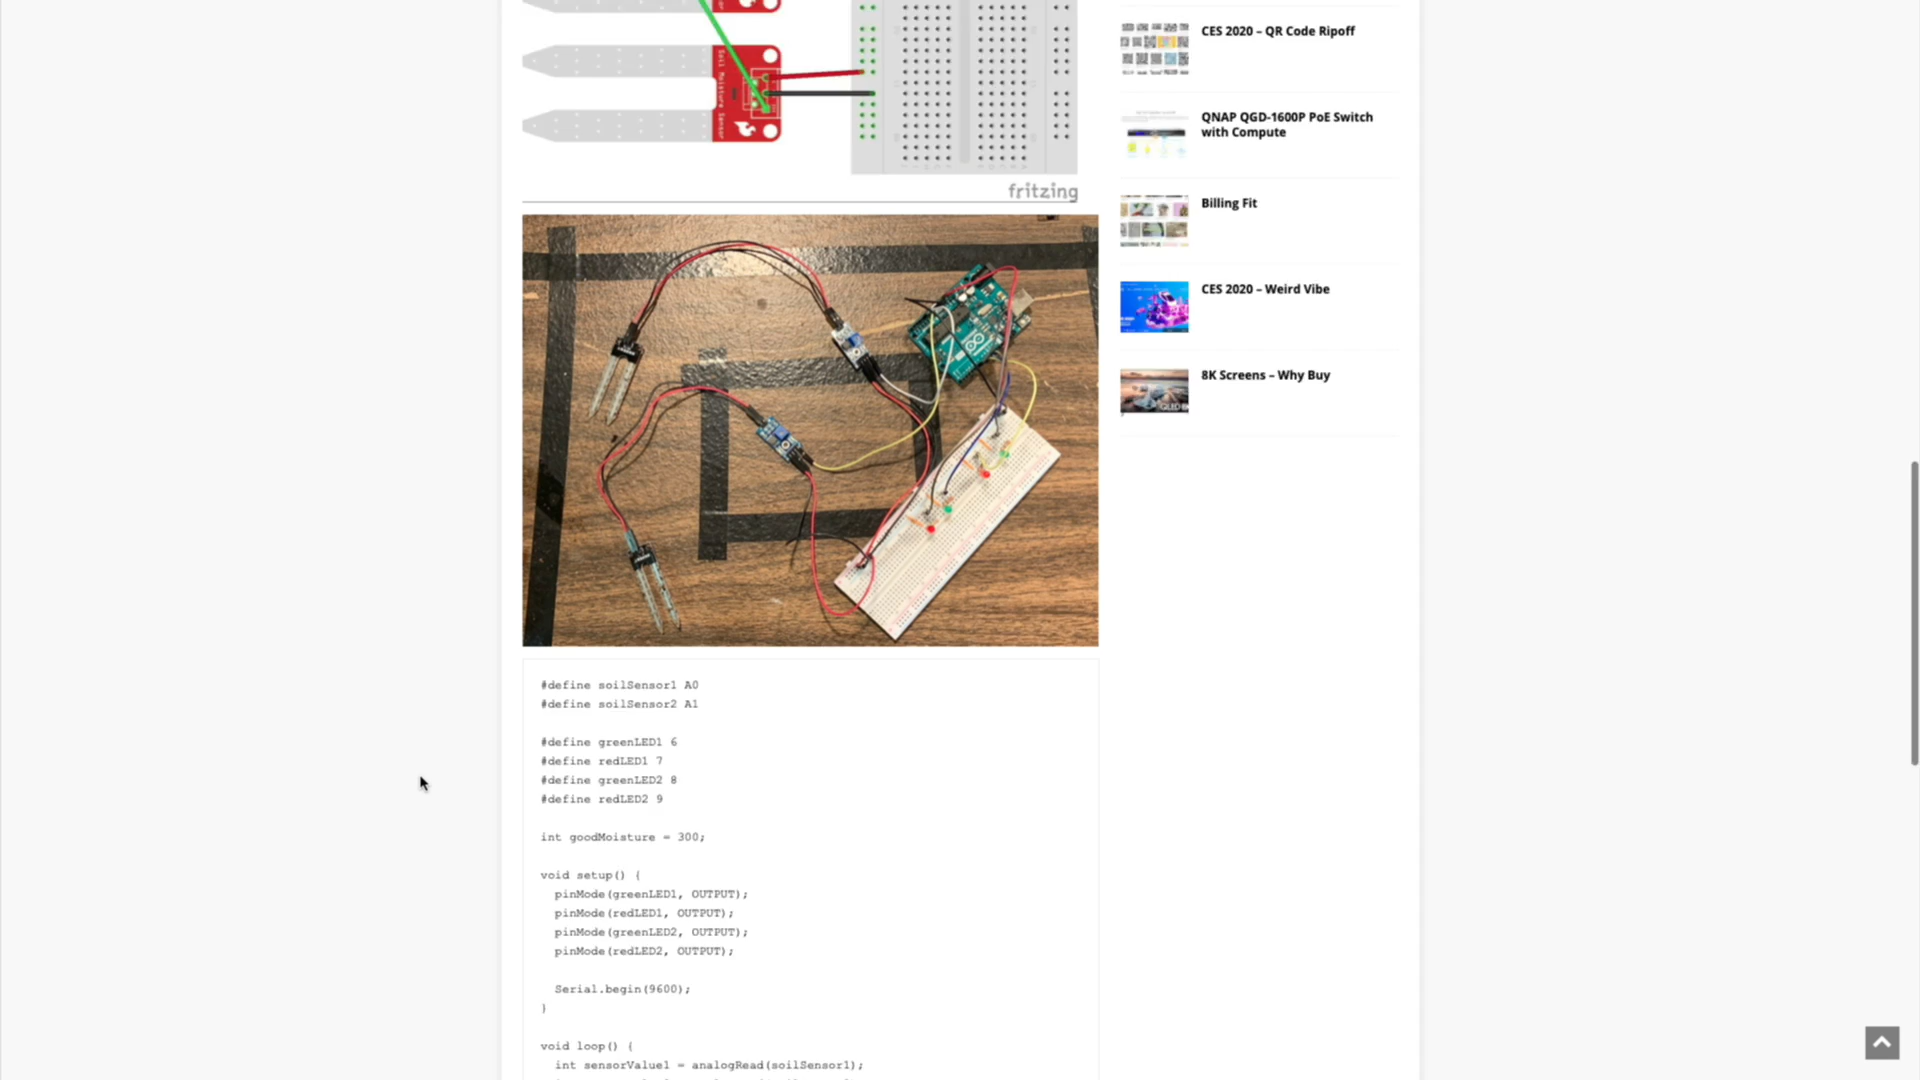 Soil Moisture Sensor
fritzing
#define soilSensor1 A0
#define soilSensor2 A1
#define greenLED1 6
#define redLED1 7
#define greenLED2 8
#define redLED2 9
int goodMoisture = 300;
void setup() {
pinMode(greenLED1, OUTPUT);
pinMode(redLED1, OUTPUT);
pinMode(greenLED2, OUTPUT);
pinMode(redLED2, OUTPUT);
Serial.begin(9600);
}
void loop() {
int sensorValue1 = analogRead(soilSensor1);
CES 2020 – QR Code Ripoff
QNAP QGD-1600P PoE Switch
with Compute
Billing Fit
CES 2020 – Weird Vibe
8K Screens – Why Buy